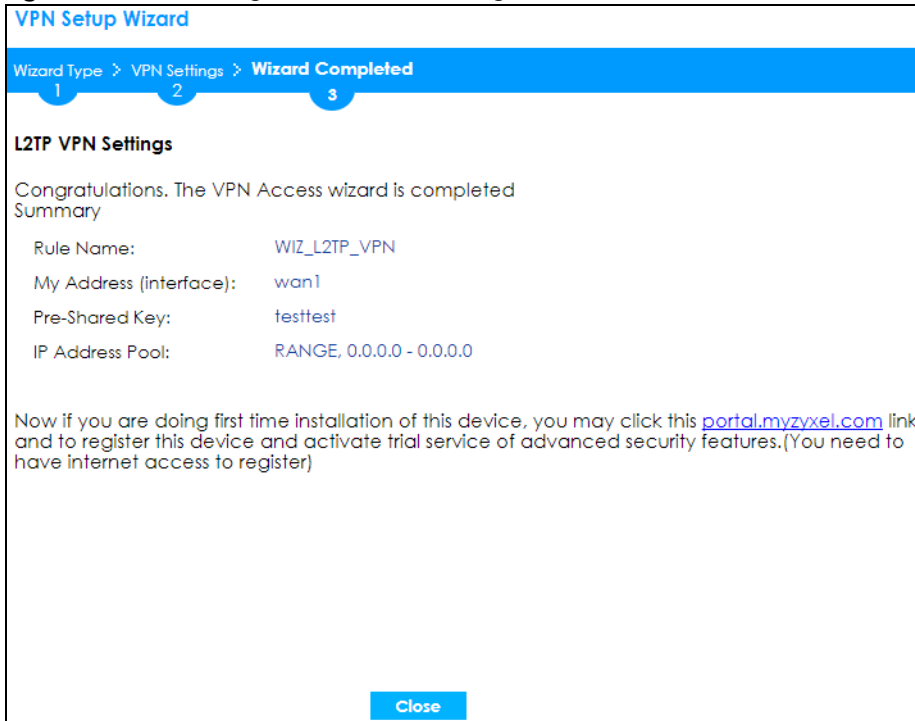 VPN Setup Wizard
Wizard Type > VPN Settings > Wizard Completed
1 2 3
L2TP VPN Settings
Congratulations. The VPN Access wizard is completed
Summary
Rule Name: WIZ_L2TP_VPN
My Address (interface): wan1
Pre-Shared Key: testtest
IP Address Pool: RANGE, 0.0.0.0 - 0.0.0.0
Now if you are doing first time installation of this device, you may click this portal.myzyxel.com link
and to register this device and activate trial service of advanced security features.(You need to
have internet access to register)
Close